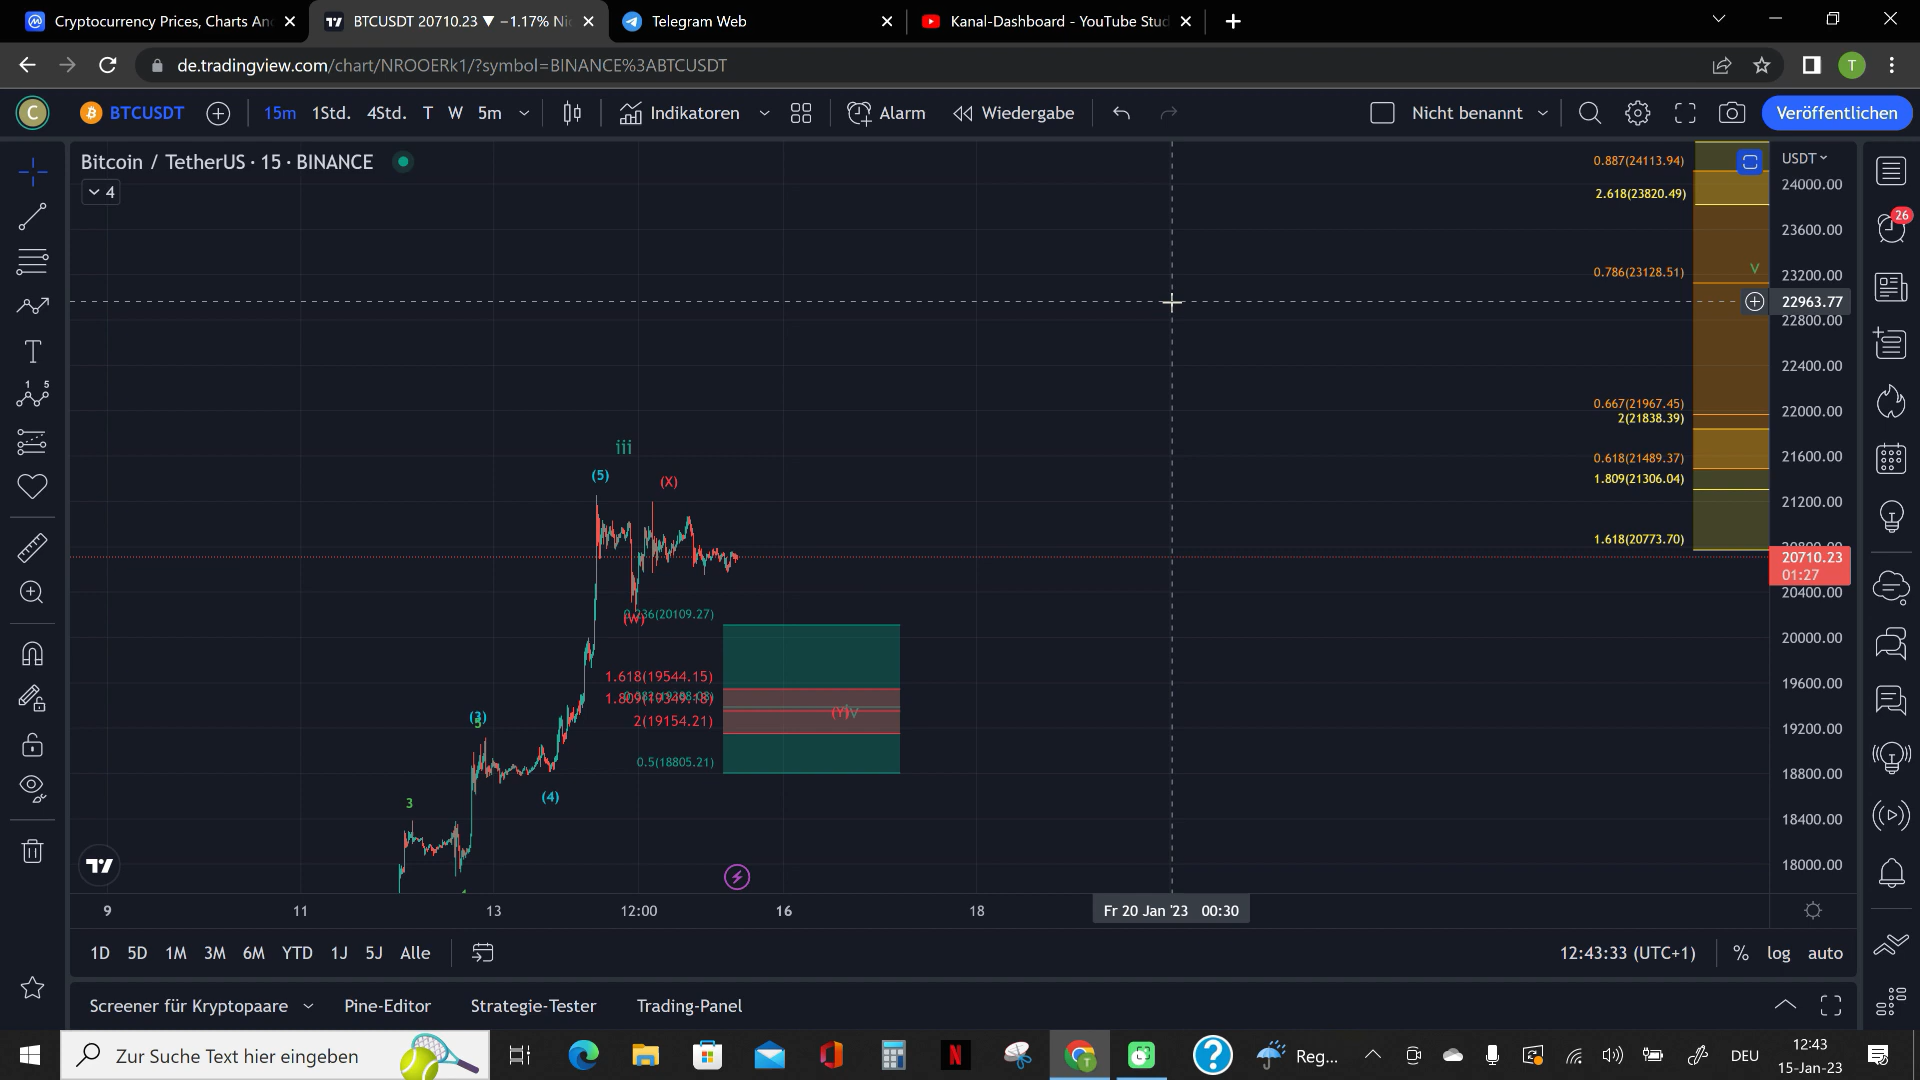 Cryptocurrency Prices, Charts An
BTCUSDT 20710.23 ▼ −1.17% Ni
Telegram Web
Kanal-Dashboard - YouTube Stud
de.tradingview.com/chart/NROOERk1/?symbol=BINANCE%3ABTCUSDT
T
C
BTCUSDT
15m 1Std. 4Std. T W 5m
Indikatoren
Alarm
Wiedergabe
Nicht benannt
Veröffentlichen
Bitcoin / TetherUS · 15 · BINANCE
4
USDT
0.887(24113.94)
24000.00
2.618(23820.49)
26
23600.00
0.786(23128.51)
V
23200.00
22963.77
22800.00
22400.00
0.667(21967.45)
22000.00
2(21838.39)
iii
0.618(21489.37)
21600.00
(5)
(X)
1.809(21306.04)
21200.00
1.618(20773.70)
20800.00
20710.23
01:27
20400.00
0.236(20109.27)
(W)
20000.00
1.618(19544.15)
19600.00
1.809(19349.18)
(Y)
2(19154.21)
(3)
5
19200.00
0.5(18805.21)
18800.00
(4)
3
18400.00
18000.00
9 11 13 12:00 16 18
Fr 20 Jan '23 00:30
1D 5D 1M 3M 6M YTD 1J 5J Alle
12:43:33 (UTC+1)
% log auto
Screener für Kryptopaare
Pine-Editor
Strategie-Tester
Trading-Panel
Zur Suche Text hier eingeben
Reg...
DEU
12:43
15-Jan-23